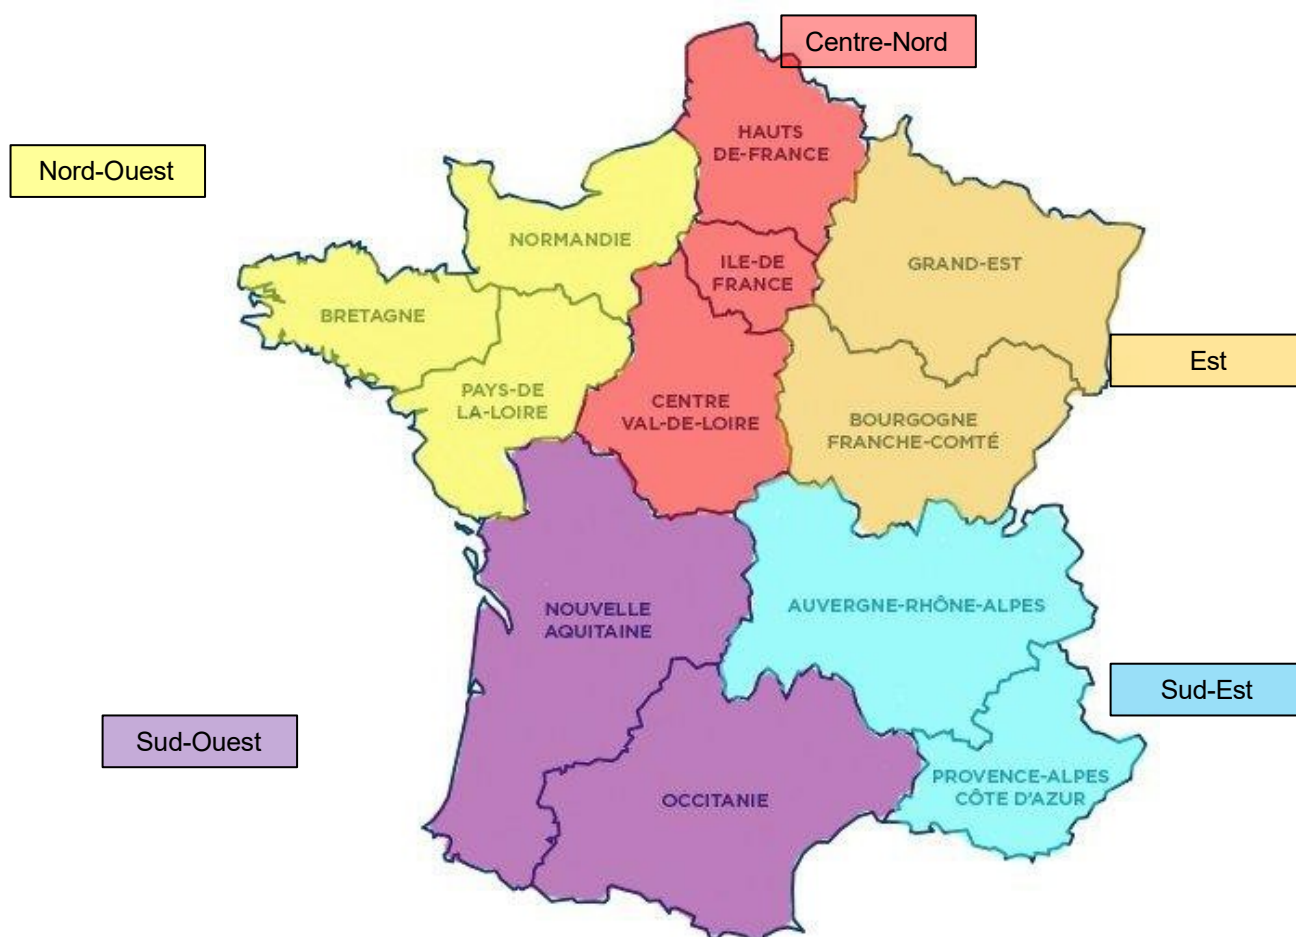 Centre-Nord
HAUTS
DE-FRANCE
Nord-Ouest
NORMANDIE
ILE-DE
FRANCE
GRAND-EST
BRETAGNE
Est
PAYS-DE
LA-LOIRE
CENTRE
VAL-DE-LOIRE
BOURGOGNE
FRANCHE-COMTÉ
NOUVELLE
AQUITAINE
AUVERGNE-RHÔNE-ALPES
Sud-Est
Sud-Ouest
OCCITANIE
PROVENCE-ALPES
CÔTE D'AZUR